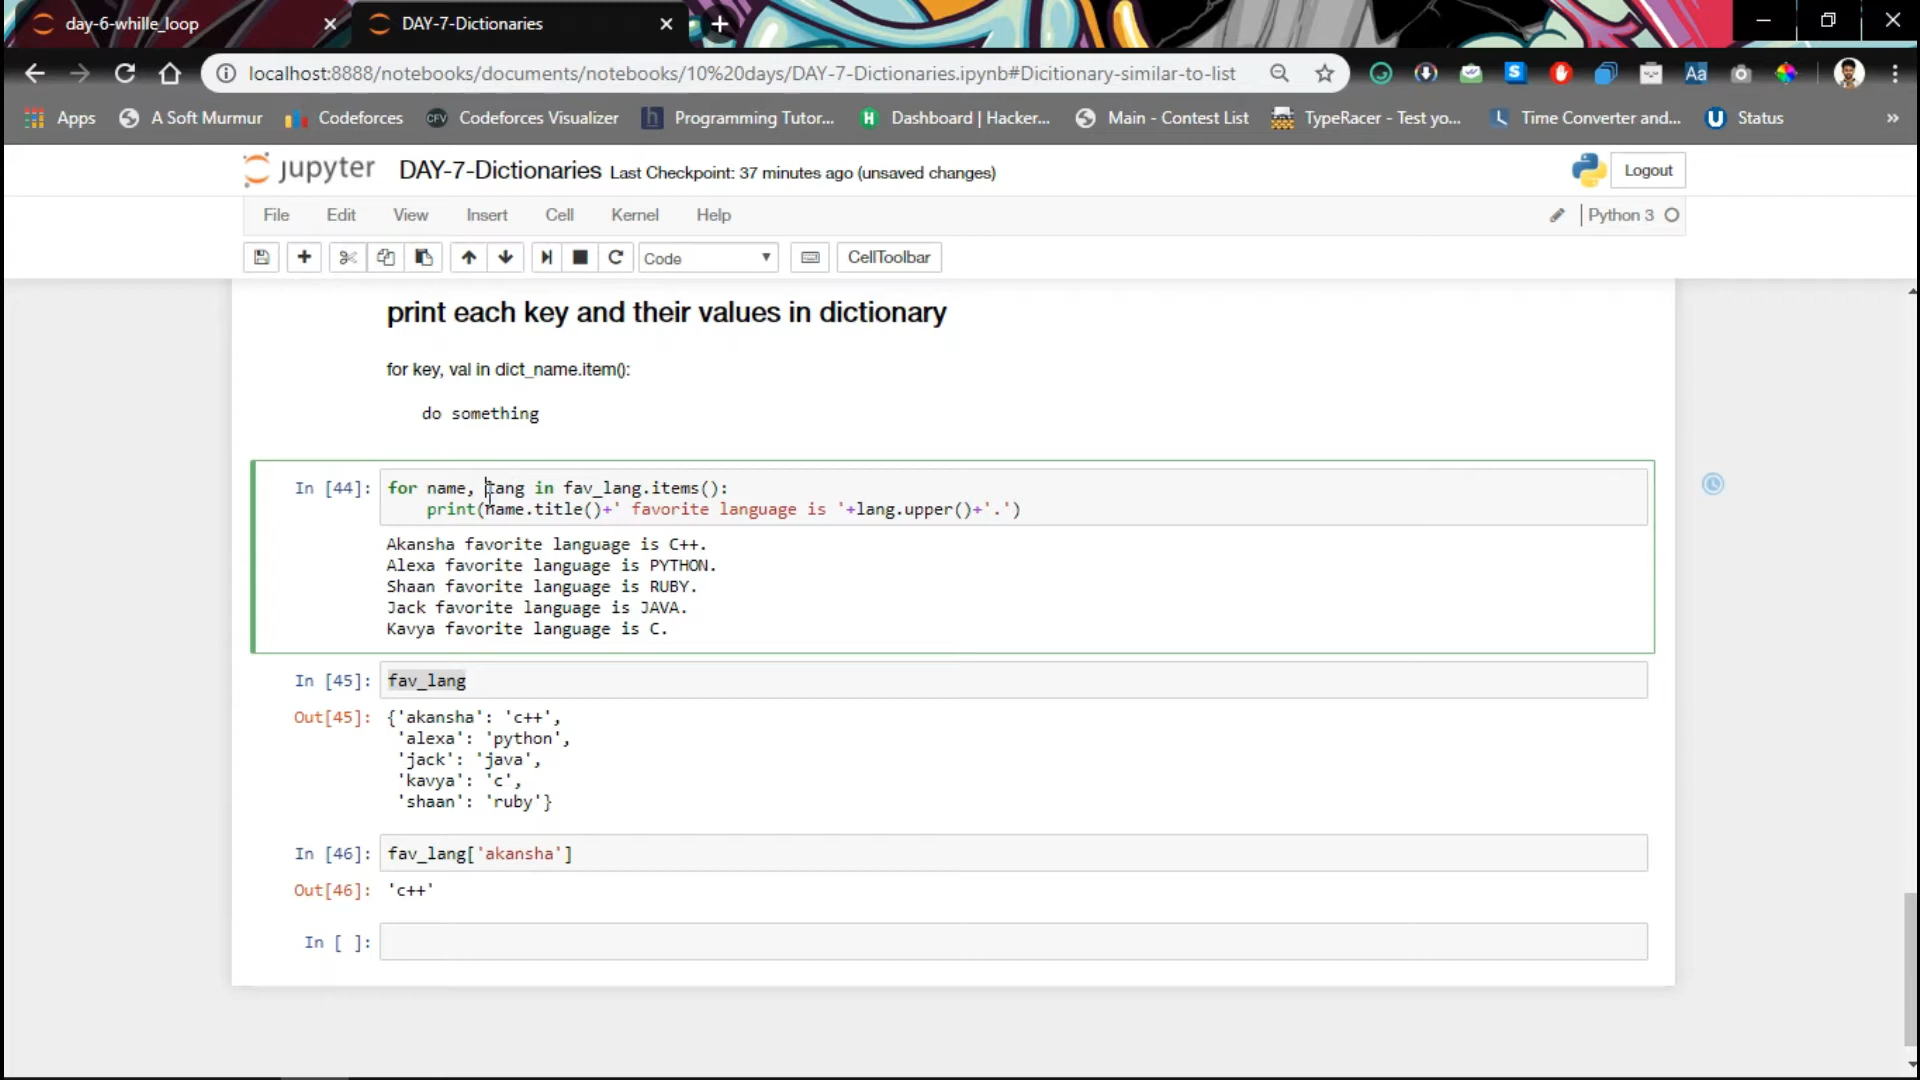 day-6-whille_loop
DAY-7-Dictionaries
localhost:8888/notebooks/documents/notebooks/10%20days/DAY-7-Dictionaries.ipynb#Dicitionary-similar-to-list
Apps
A Soft Murmur
Codeforces
CFV
Codeforces Visualizer
Programming Tutor...
Dashboard | Hacker...
Main - Contest List
TypeRacer - Test yo...
Time Converter and...
Status
jupyter
DAY-7-Dictionaries Last Checkpoint: 37 minutes ago (unsaved changes)
Logout
File Edit View Insert Cell Kernel Help
Python 3
Code
CellToolbar
print each key and their values in dictionary
for key, val in dict_name.item():
do something
In [44]: for name, lang in fav_lang.items():
print(name.title()+' favorite language is '+lang.upper()+'.')
Akansha favorite language is C++.
Alexa favorite language is PYTHON.
Shaan favorite language is RUBY.
Jack favorite language is JAVA.
Kavya favorite language is C.
In [45]: fav_lang
Out[45]: {'akansha': 'c++',
'alexa': 'python',
'jack': 'java',
'kavya': 'c',
'shaan': 'ruby'}
In [46]: fav_lang['akansha']
Out[46]: 'c++'
In [ ]: